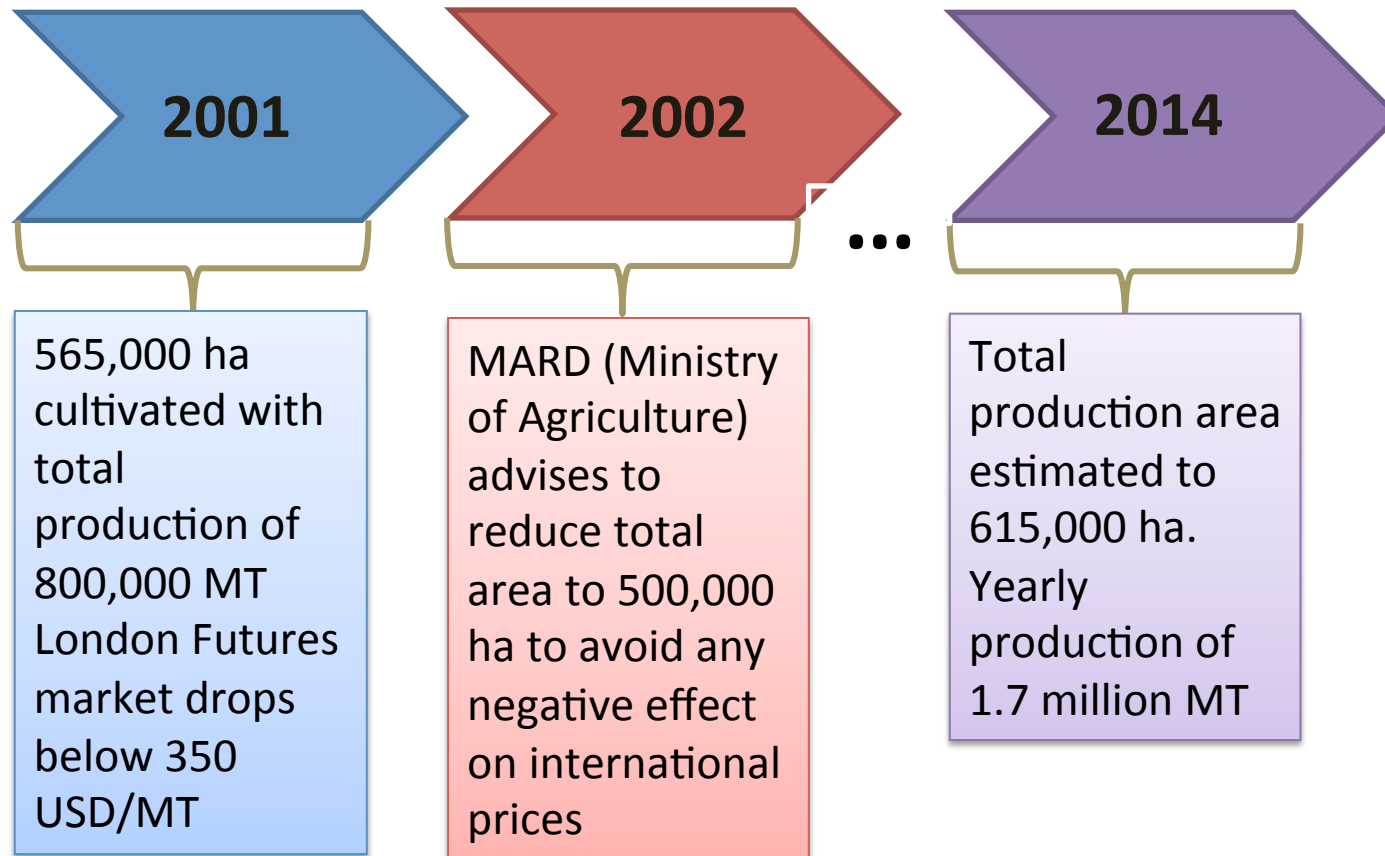 2001
565,000 ha
cultivated with
total
production of
800,000 MT
London Futures
market drops
below 350
USD/MT
2002
MARD (Ministry
of Agriculture)
advises to
reduce total
area to 500,000
ha to avoid any
negative effect
on international
prices
...
2014
Total
production area
estimated to
615,000 ha.
Yearly
production of
1.7 million MT